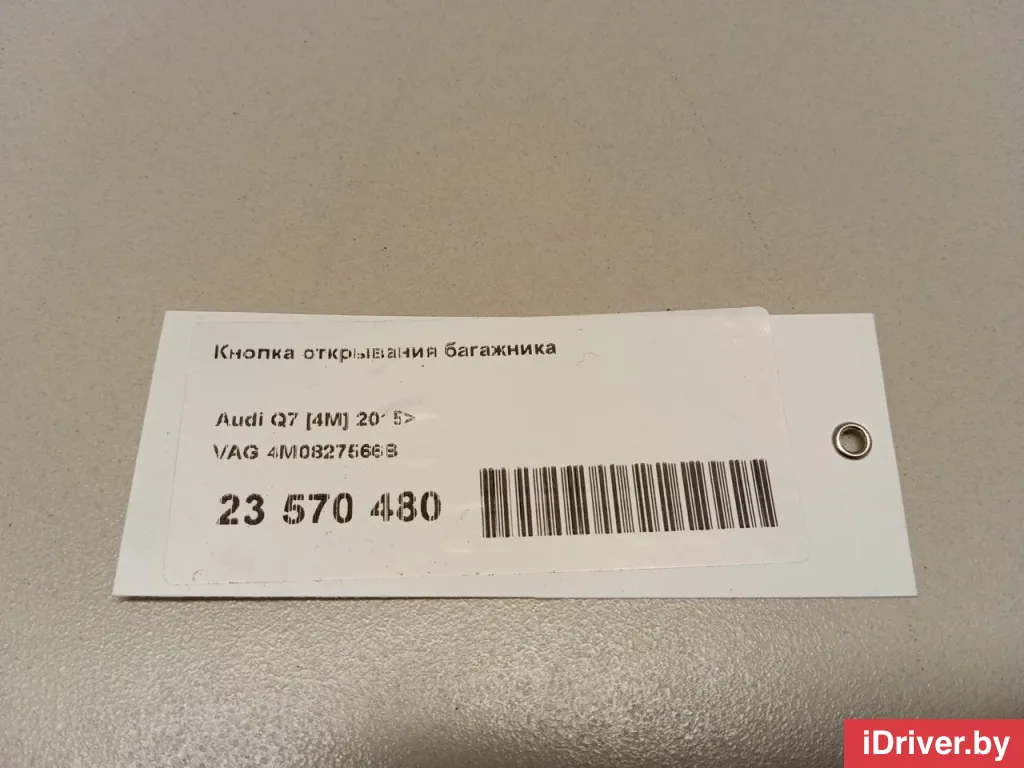 Кнопка открывания багажника
Audi Q7 [4M] 2015>
VAG 4M0827566B
23 570 480
iDriver.by